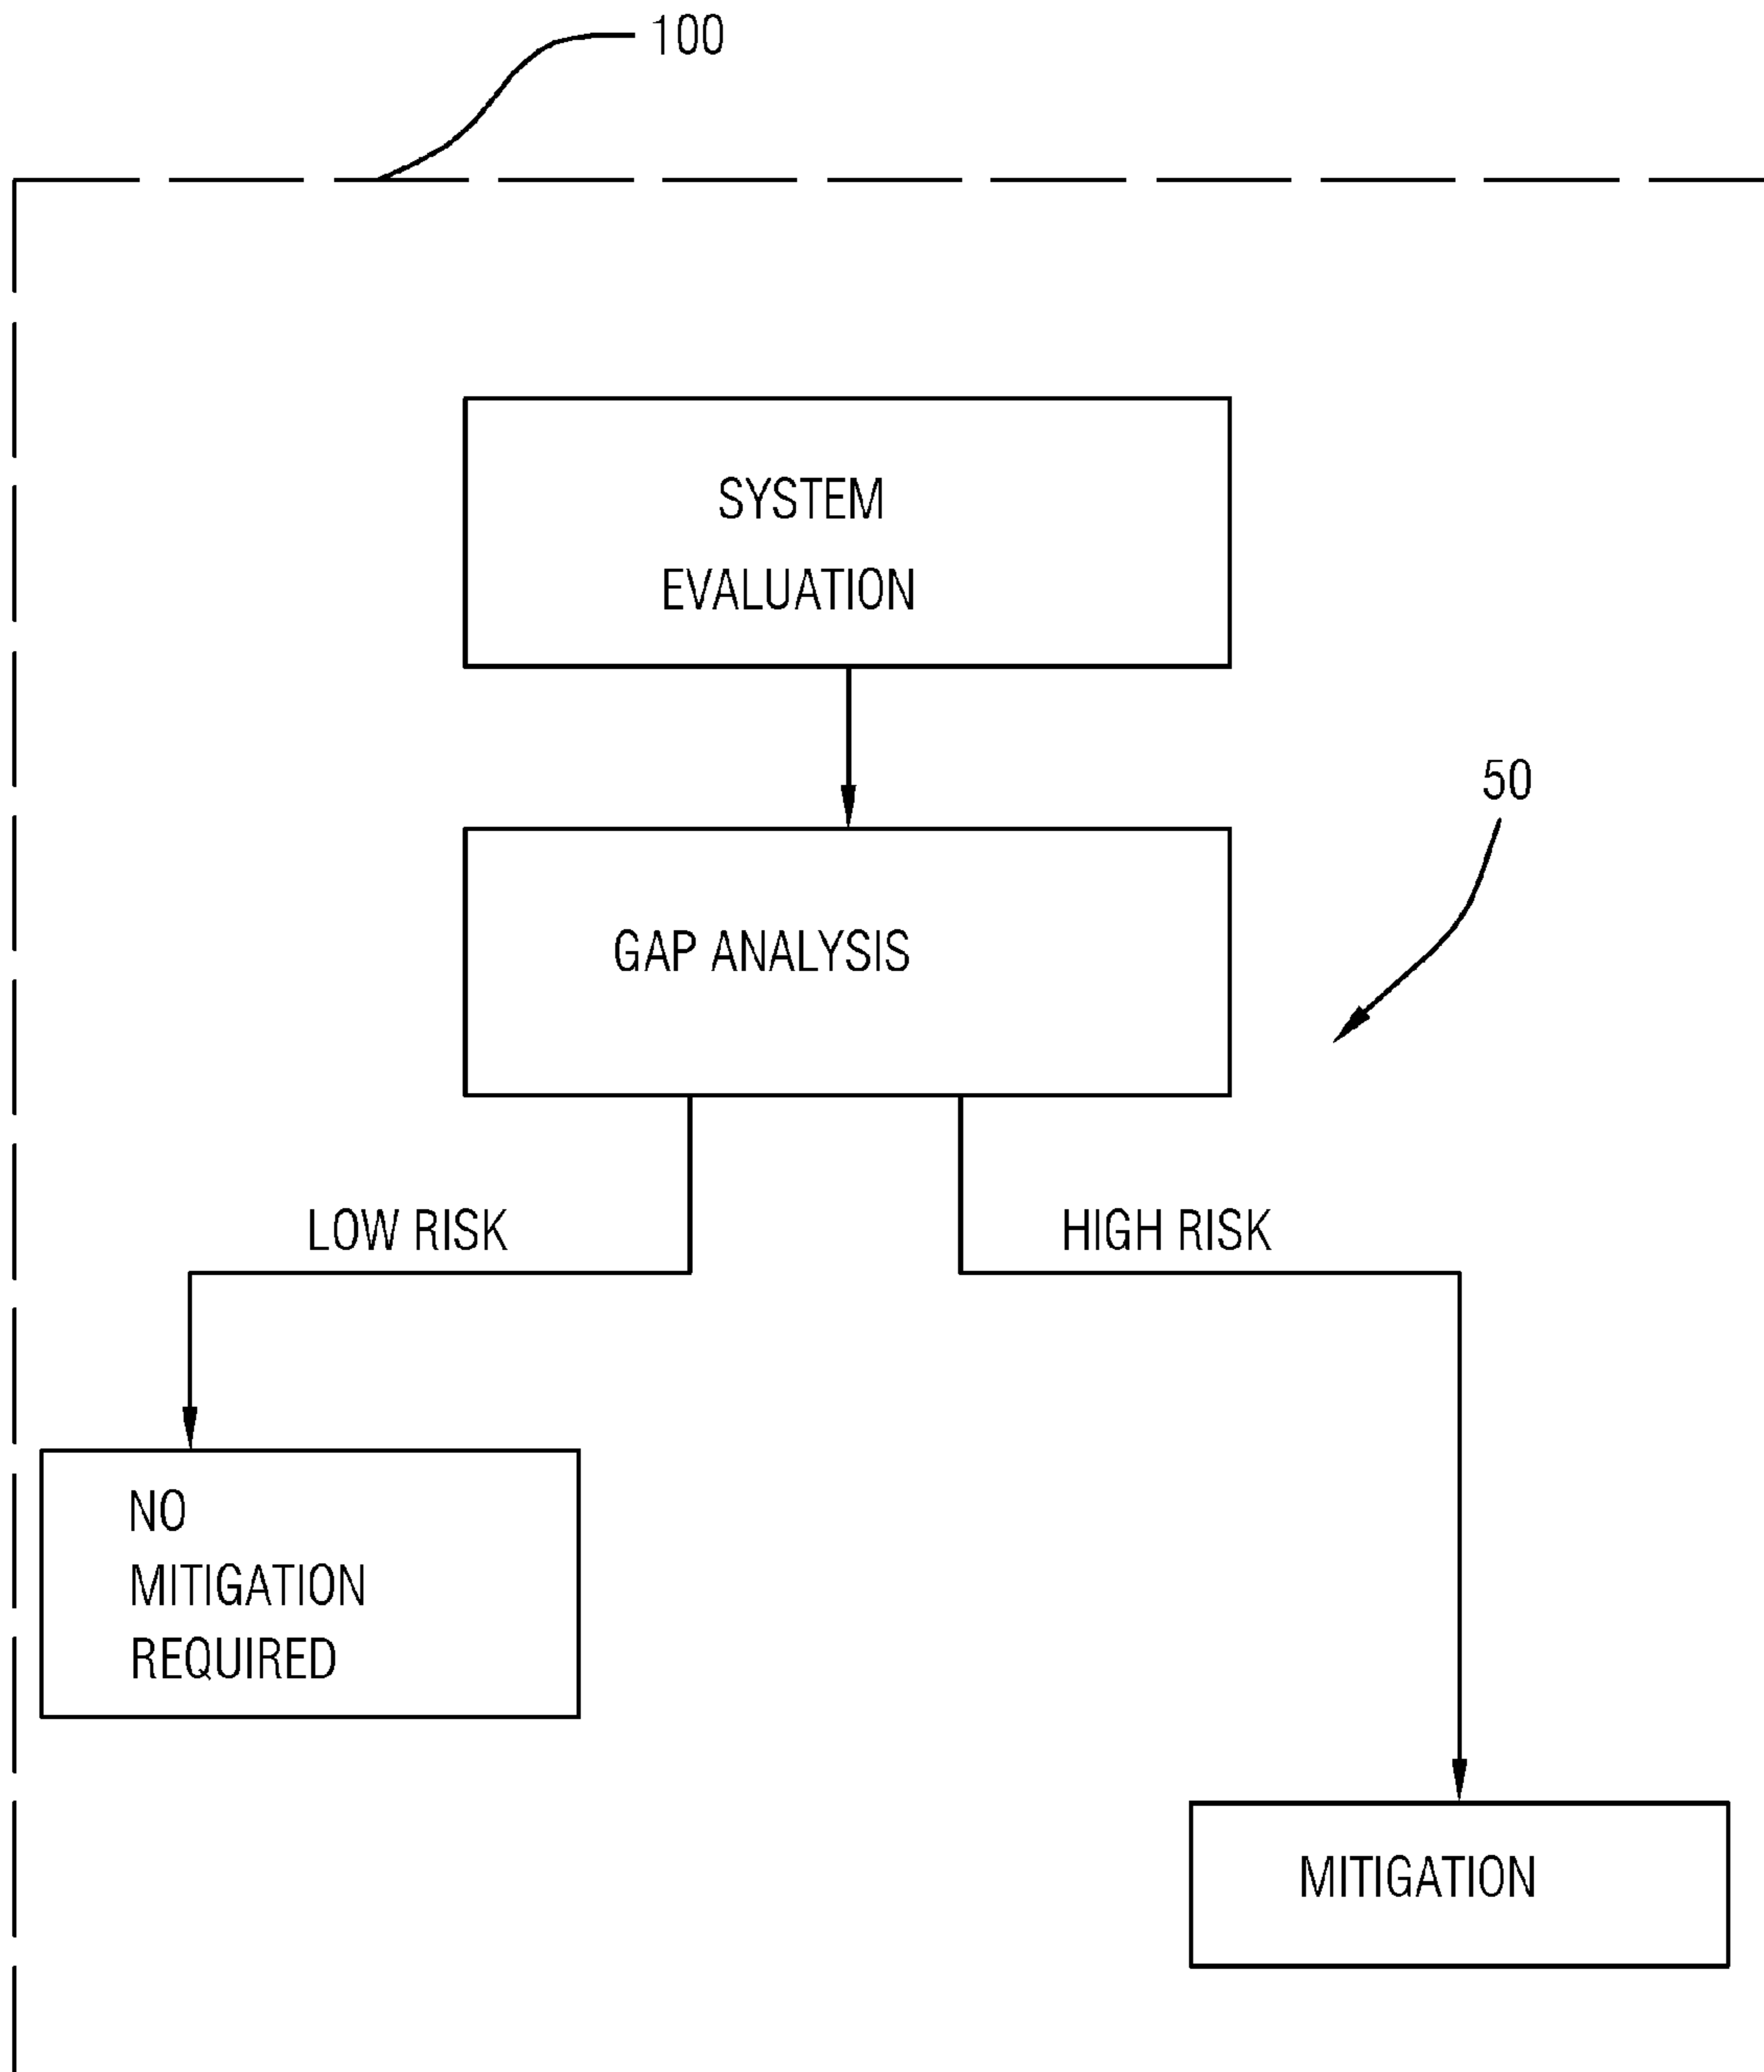 100
SYSTEM
EVALUATION
50
GAP ANALYSIS
LOW RISK
HIGH RISK
NO
MITIGATION
REQUIRED
MITIGATION